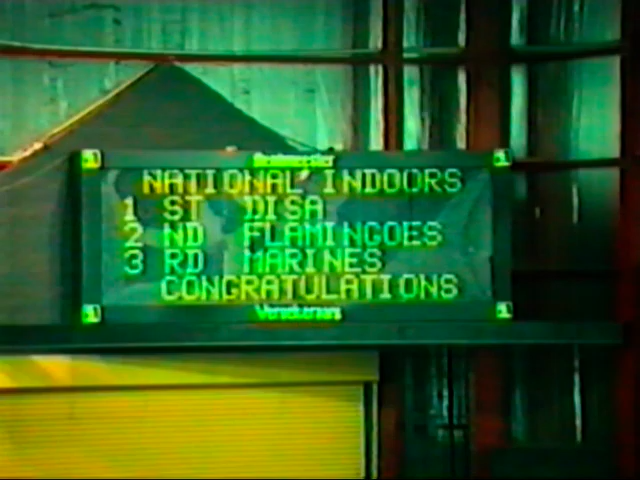 NATIONAL INDOORS
1 ST DISA
2 ND FLAMINGOES
3 RD MARINES
CONGRATULATIONS